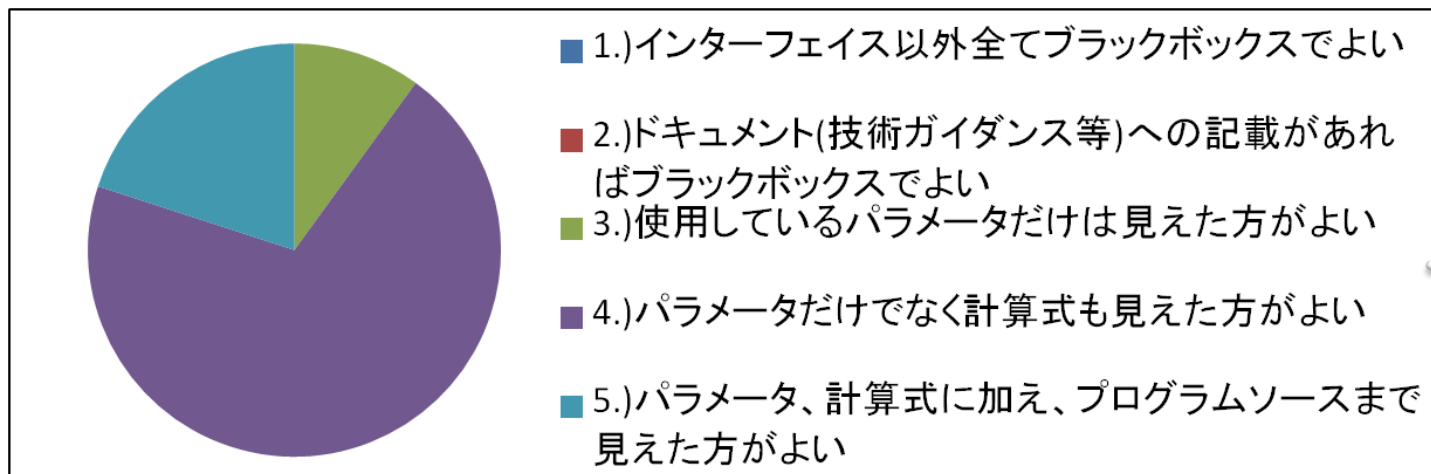 1.)インターフェイス以外全てブラックボックスでよい
2.)ドキュメント(技術ガイダンス等)への記載があれ
ばブラックボックスでよい
3.)使用しているパラメータだけは見えた方がよい
4.)パラメータだけでなく計算式も見えた方がよい
5.)パラメータ、計算式に加え、プログラムソースまで
見えた方がよい